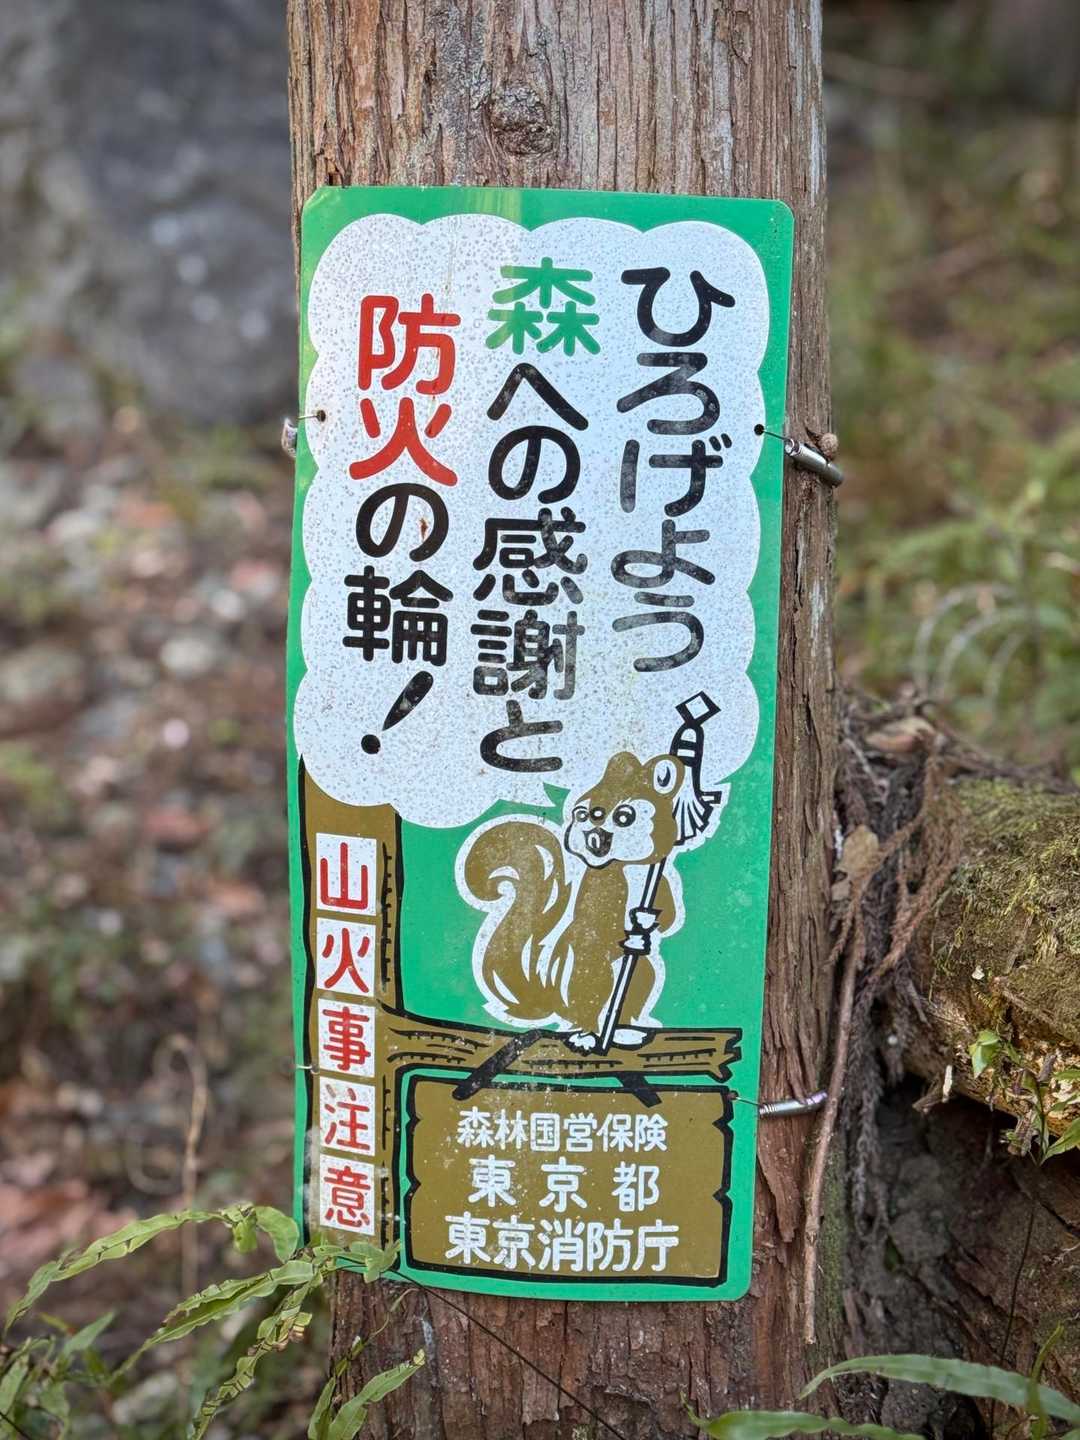 ひろげよう
森への感謝と
防火の輪!
山火事注意
森林国営保険
東京都
東京消防庁